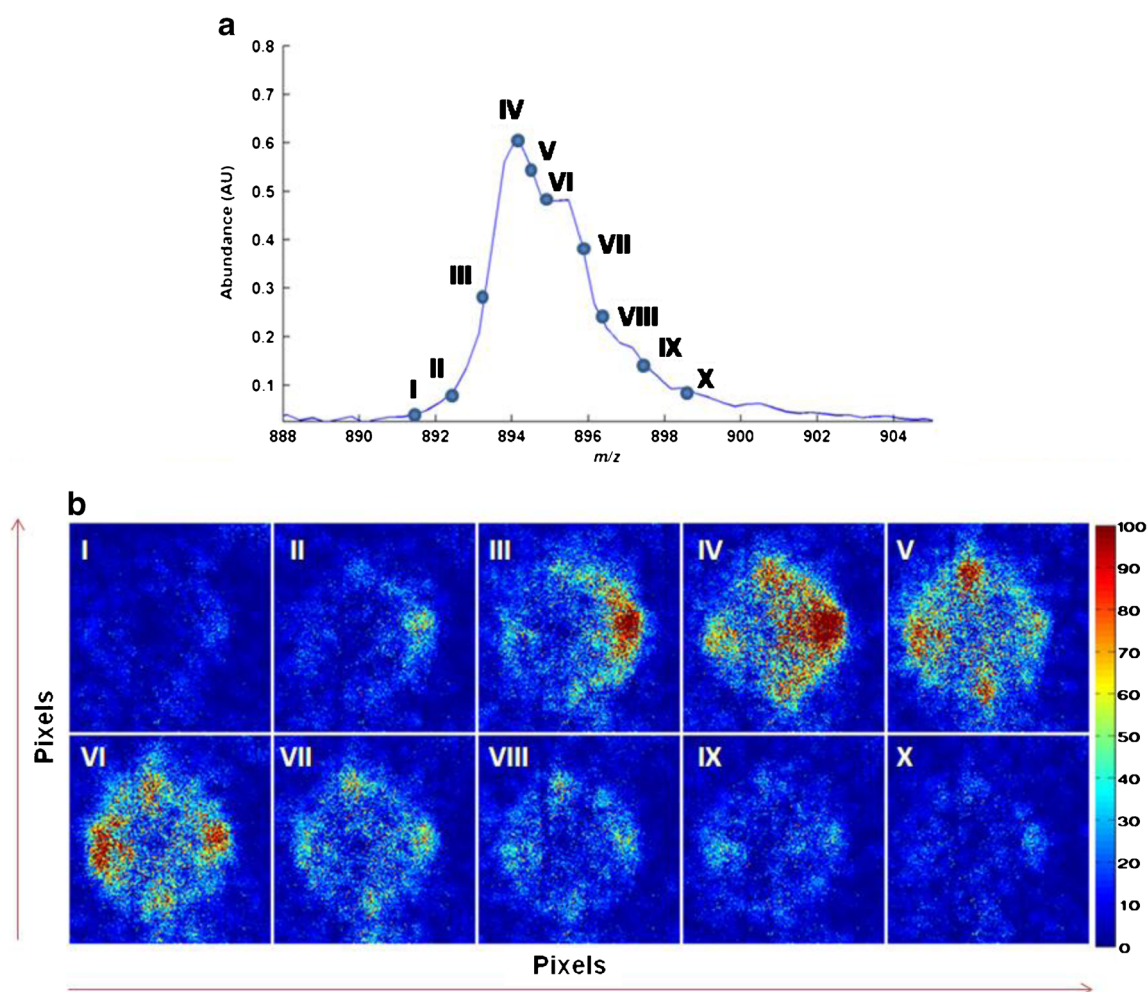 a
0.8
0.7
0.6
0.5
0.4
0.3
0.2
0.1
Abundance (AU)
I
II
III
IV
V
VI
VII
VIII
IX
X
888 890 892 894 896 898 900 902 904
m/z
b
I II III IV V
VI VII VIII IX X
100
90
80
70
60
50
40
30
20
10
0
Pixels
Pixels